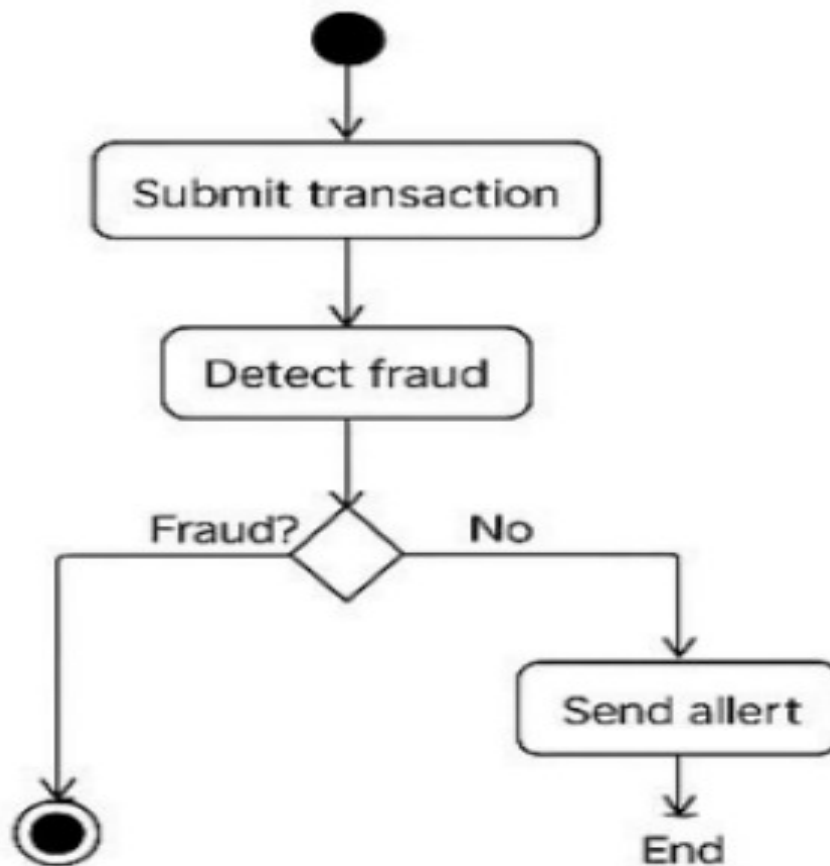 Submit transaction
Detect fraud
Fraud?
No
Send allert
End